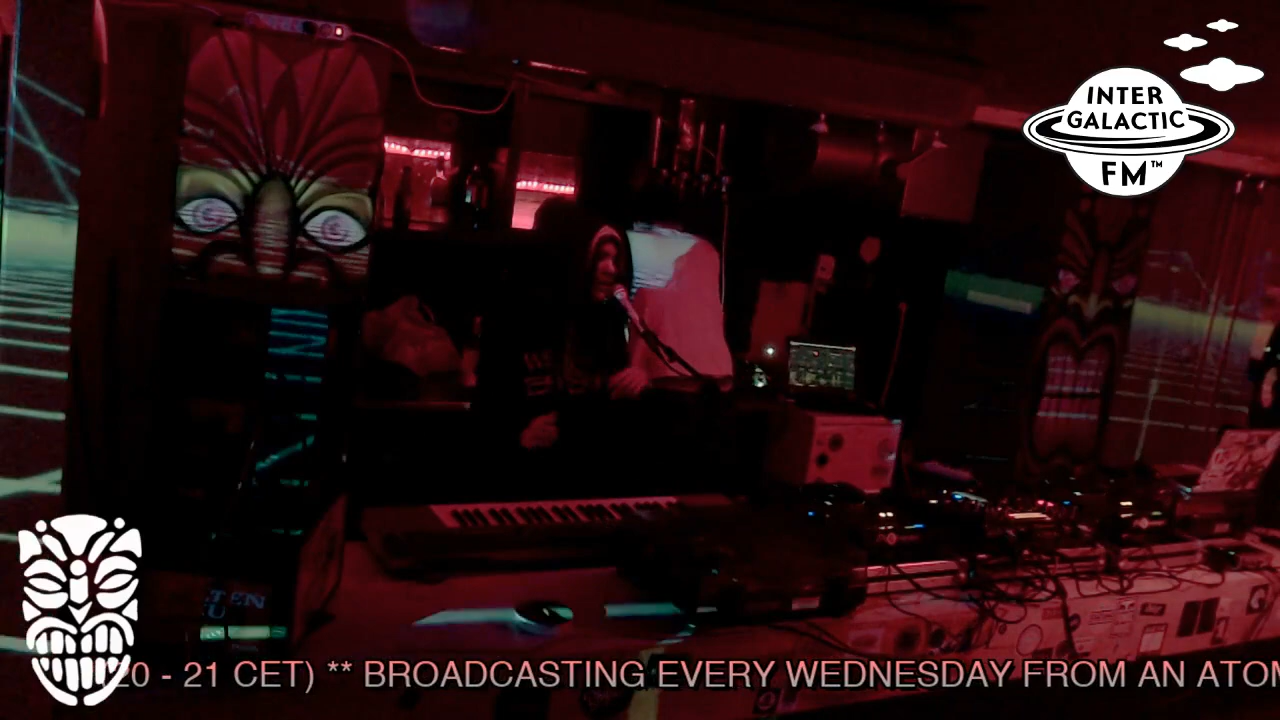 INTER
GALACTIC
FM™
20 - 21 CET) ** BROADCASTING EVERY WEDNESDAY FROM AN ATOM